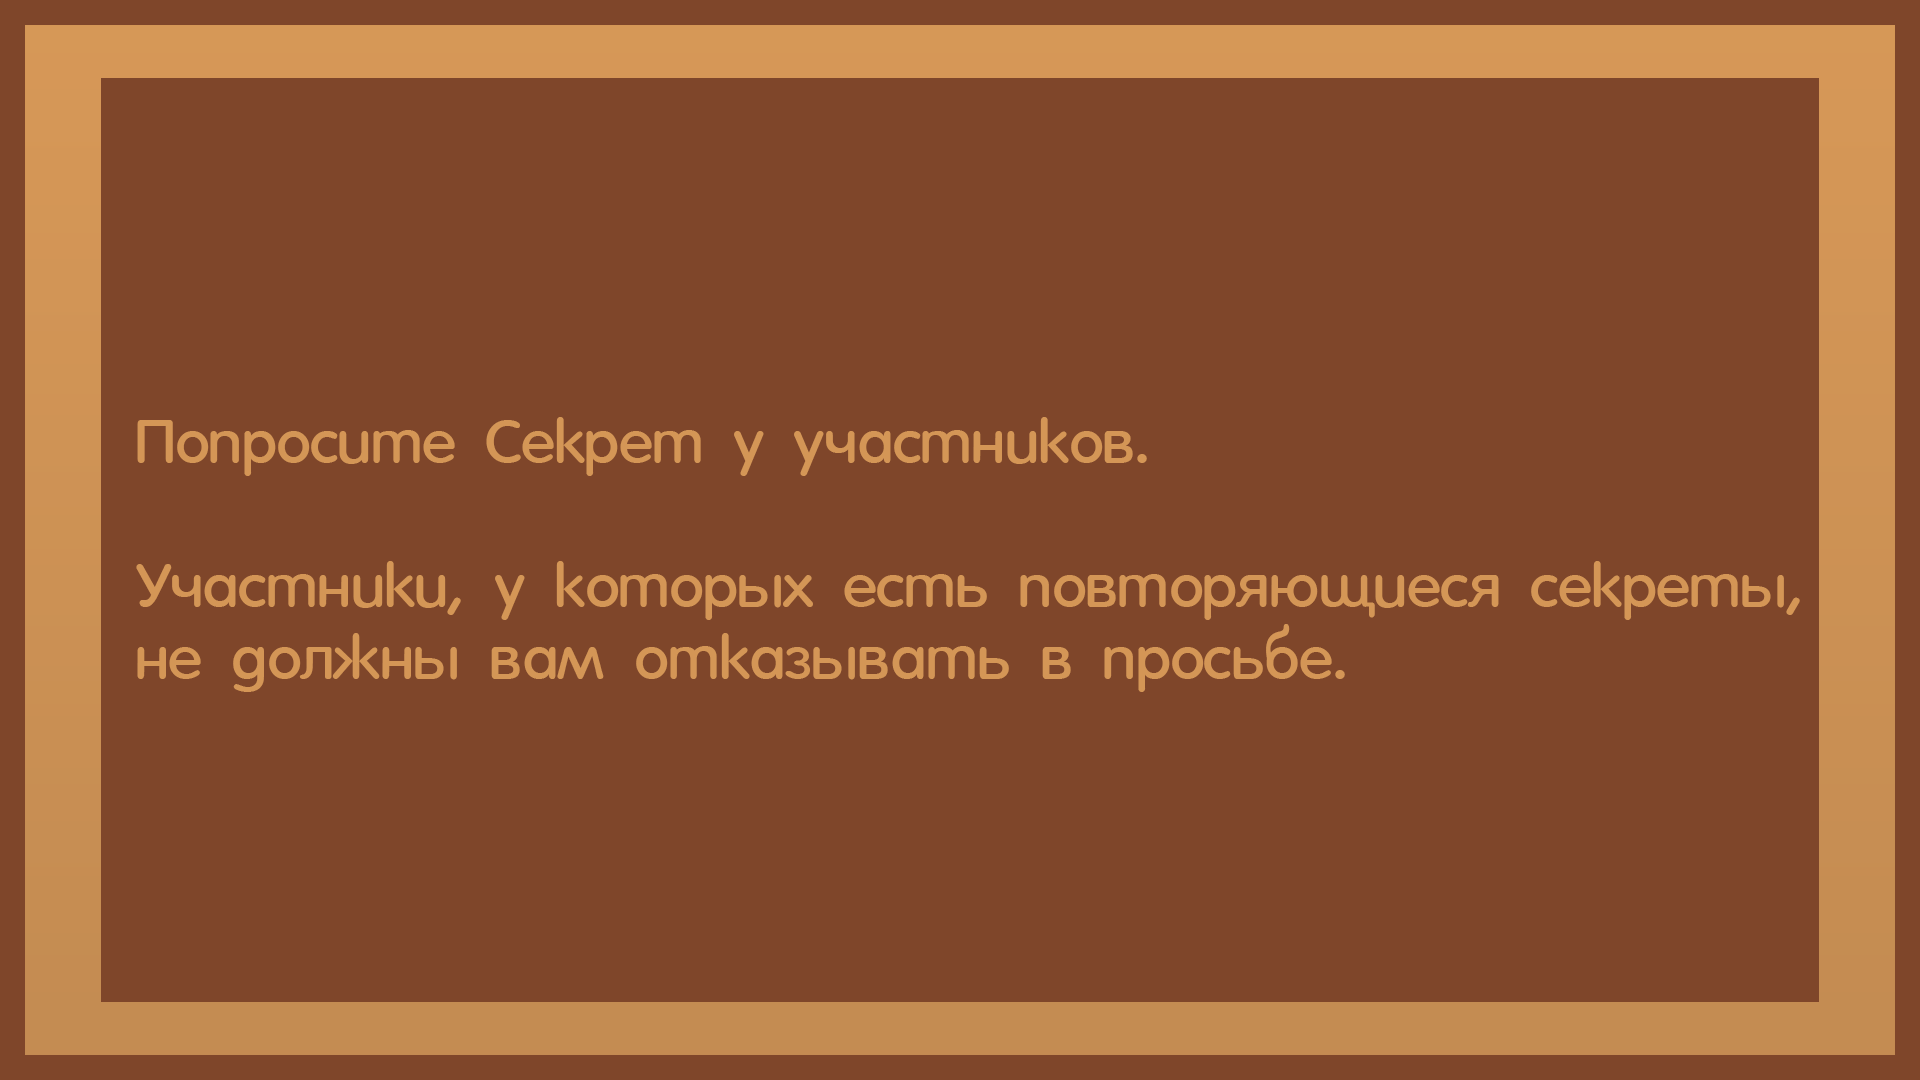 Попросите Секрет у участников.
Участники, у которых есть повторяющиеся секреты,
не должны вам отказывать в просьбе.